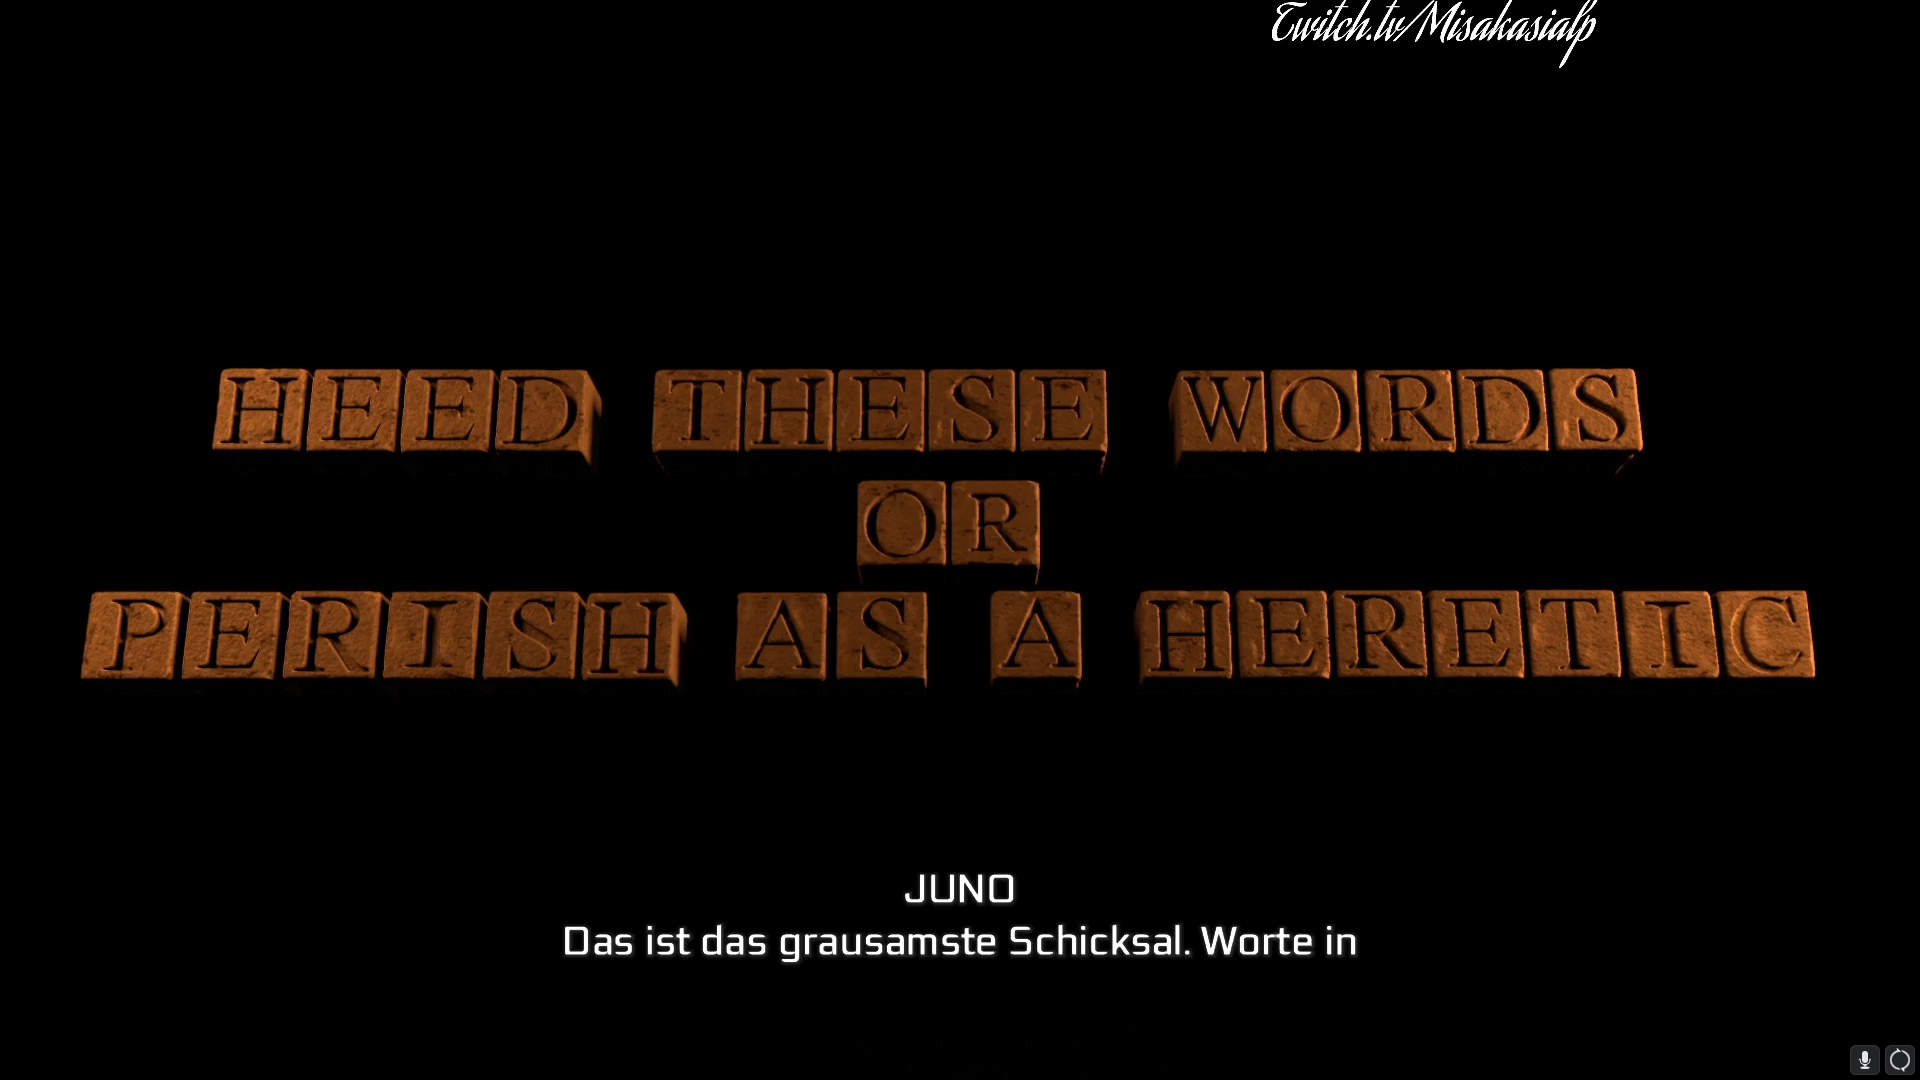 Twitch.tv/Misakasialp
HEED THESE WORDS
OR
PERISH AS A HERETIC
JUNO
Das ist das grausamste Schicksal. Worte in